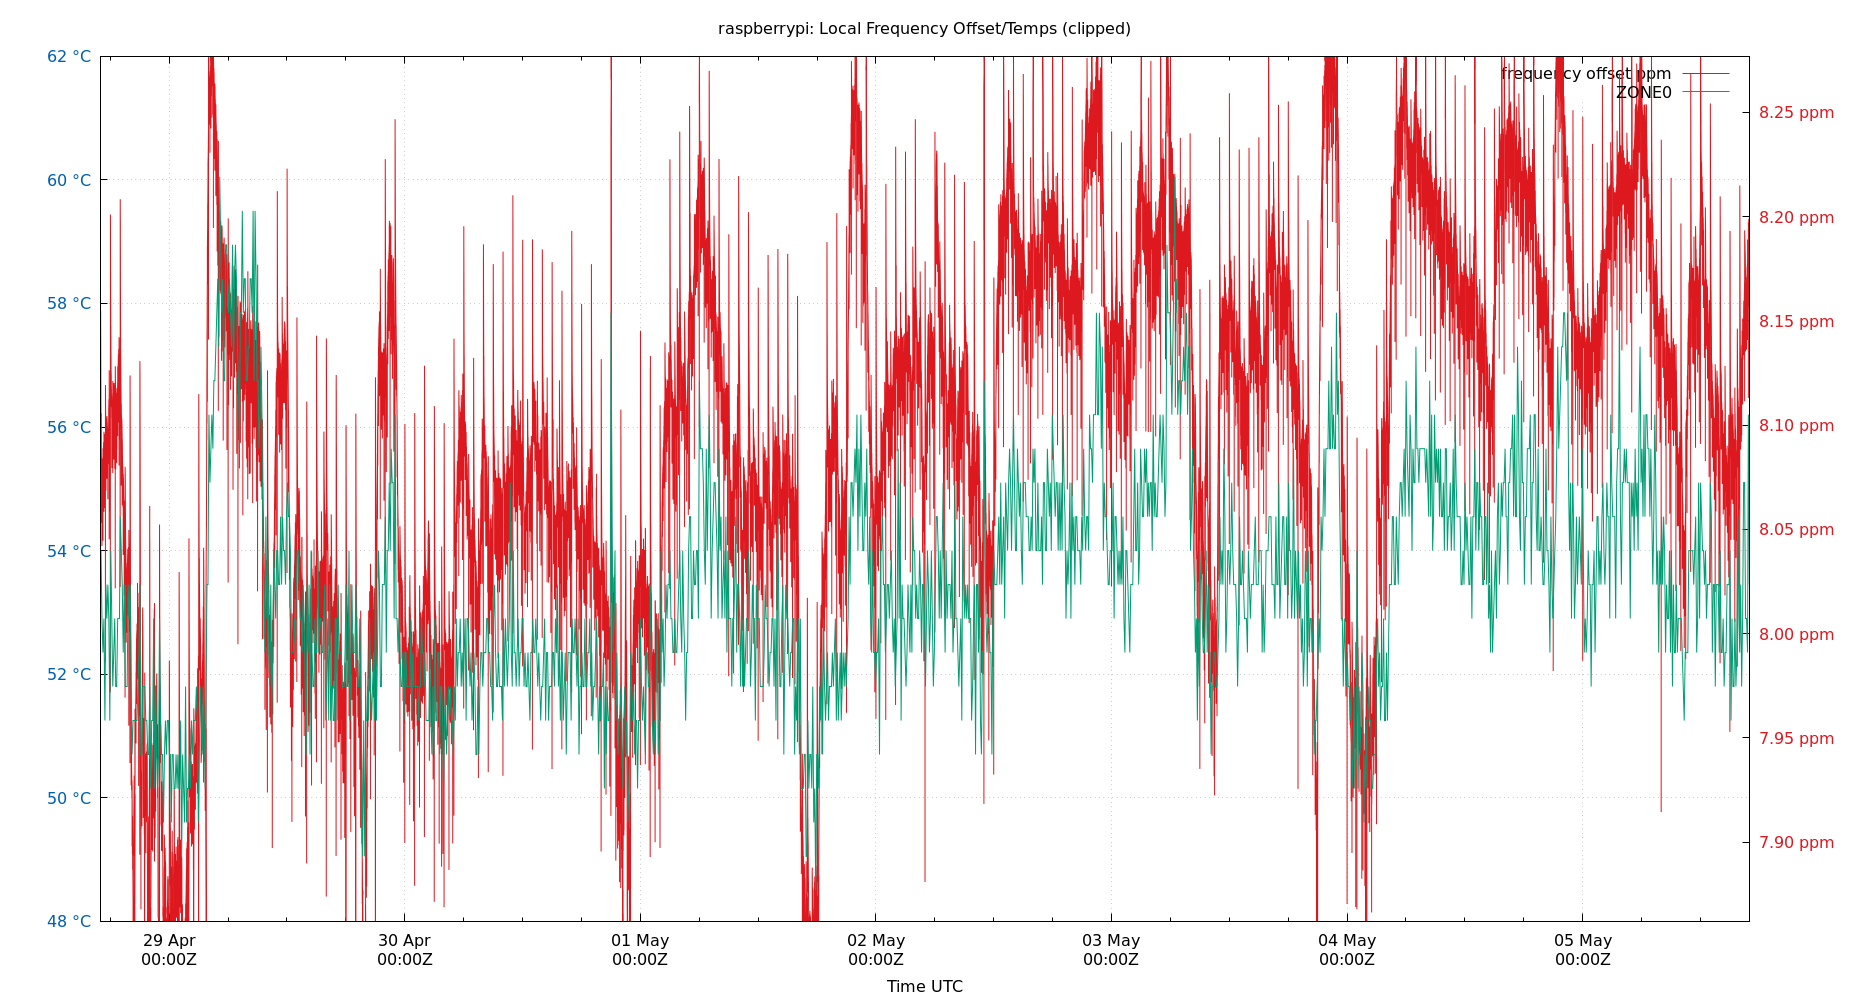 raspberrypi: Local Frequency Offset/Temps (clipped)
62 °C
60 °C
58 °C
56 °C
54 °C
52 °C
50 °C
48 °C
frequency offset ppm
ZONE0
8.25 ppm
8.20 ppm
8.15 ppm
8.10 ppm
8.05 ppm
8.00 ppm
7.95 ppm
7.90 ppm
29 Apr
00:00Z
30 Apr
00:00Z
01 May
00:00Z
02 May
00:00Z
03 May
00:00Z
04 May
00:00Z
05 May
00:00Z
Time UTC